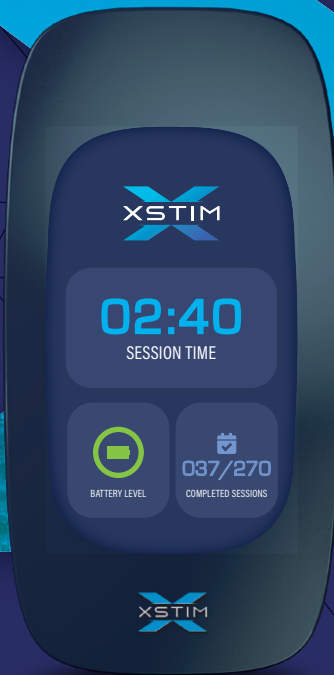 XSTIM
02:40
SESSION TIME
BATTERY LEVEL
037/270
COMPLETED SESSIONS
XSTIM